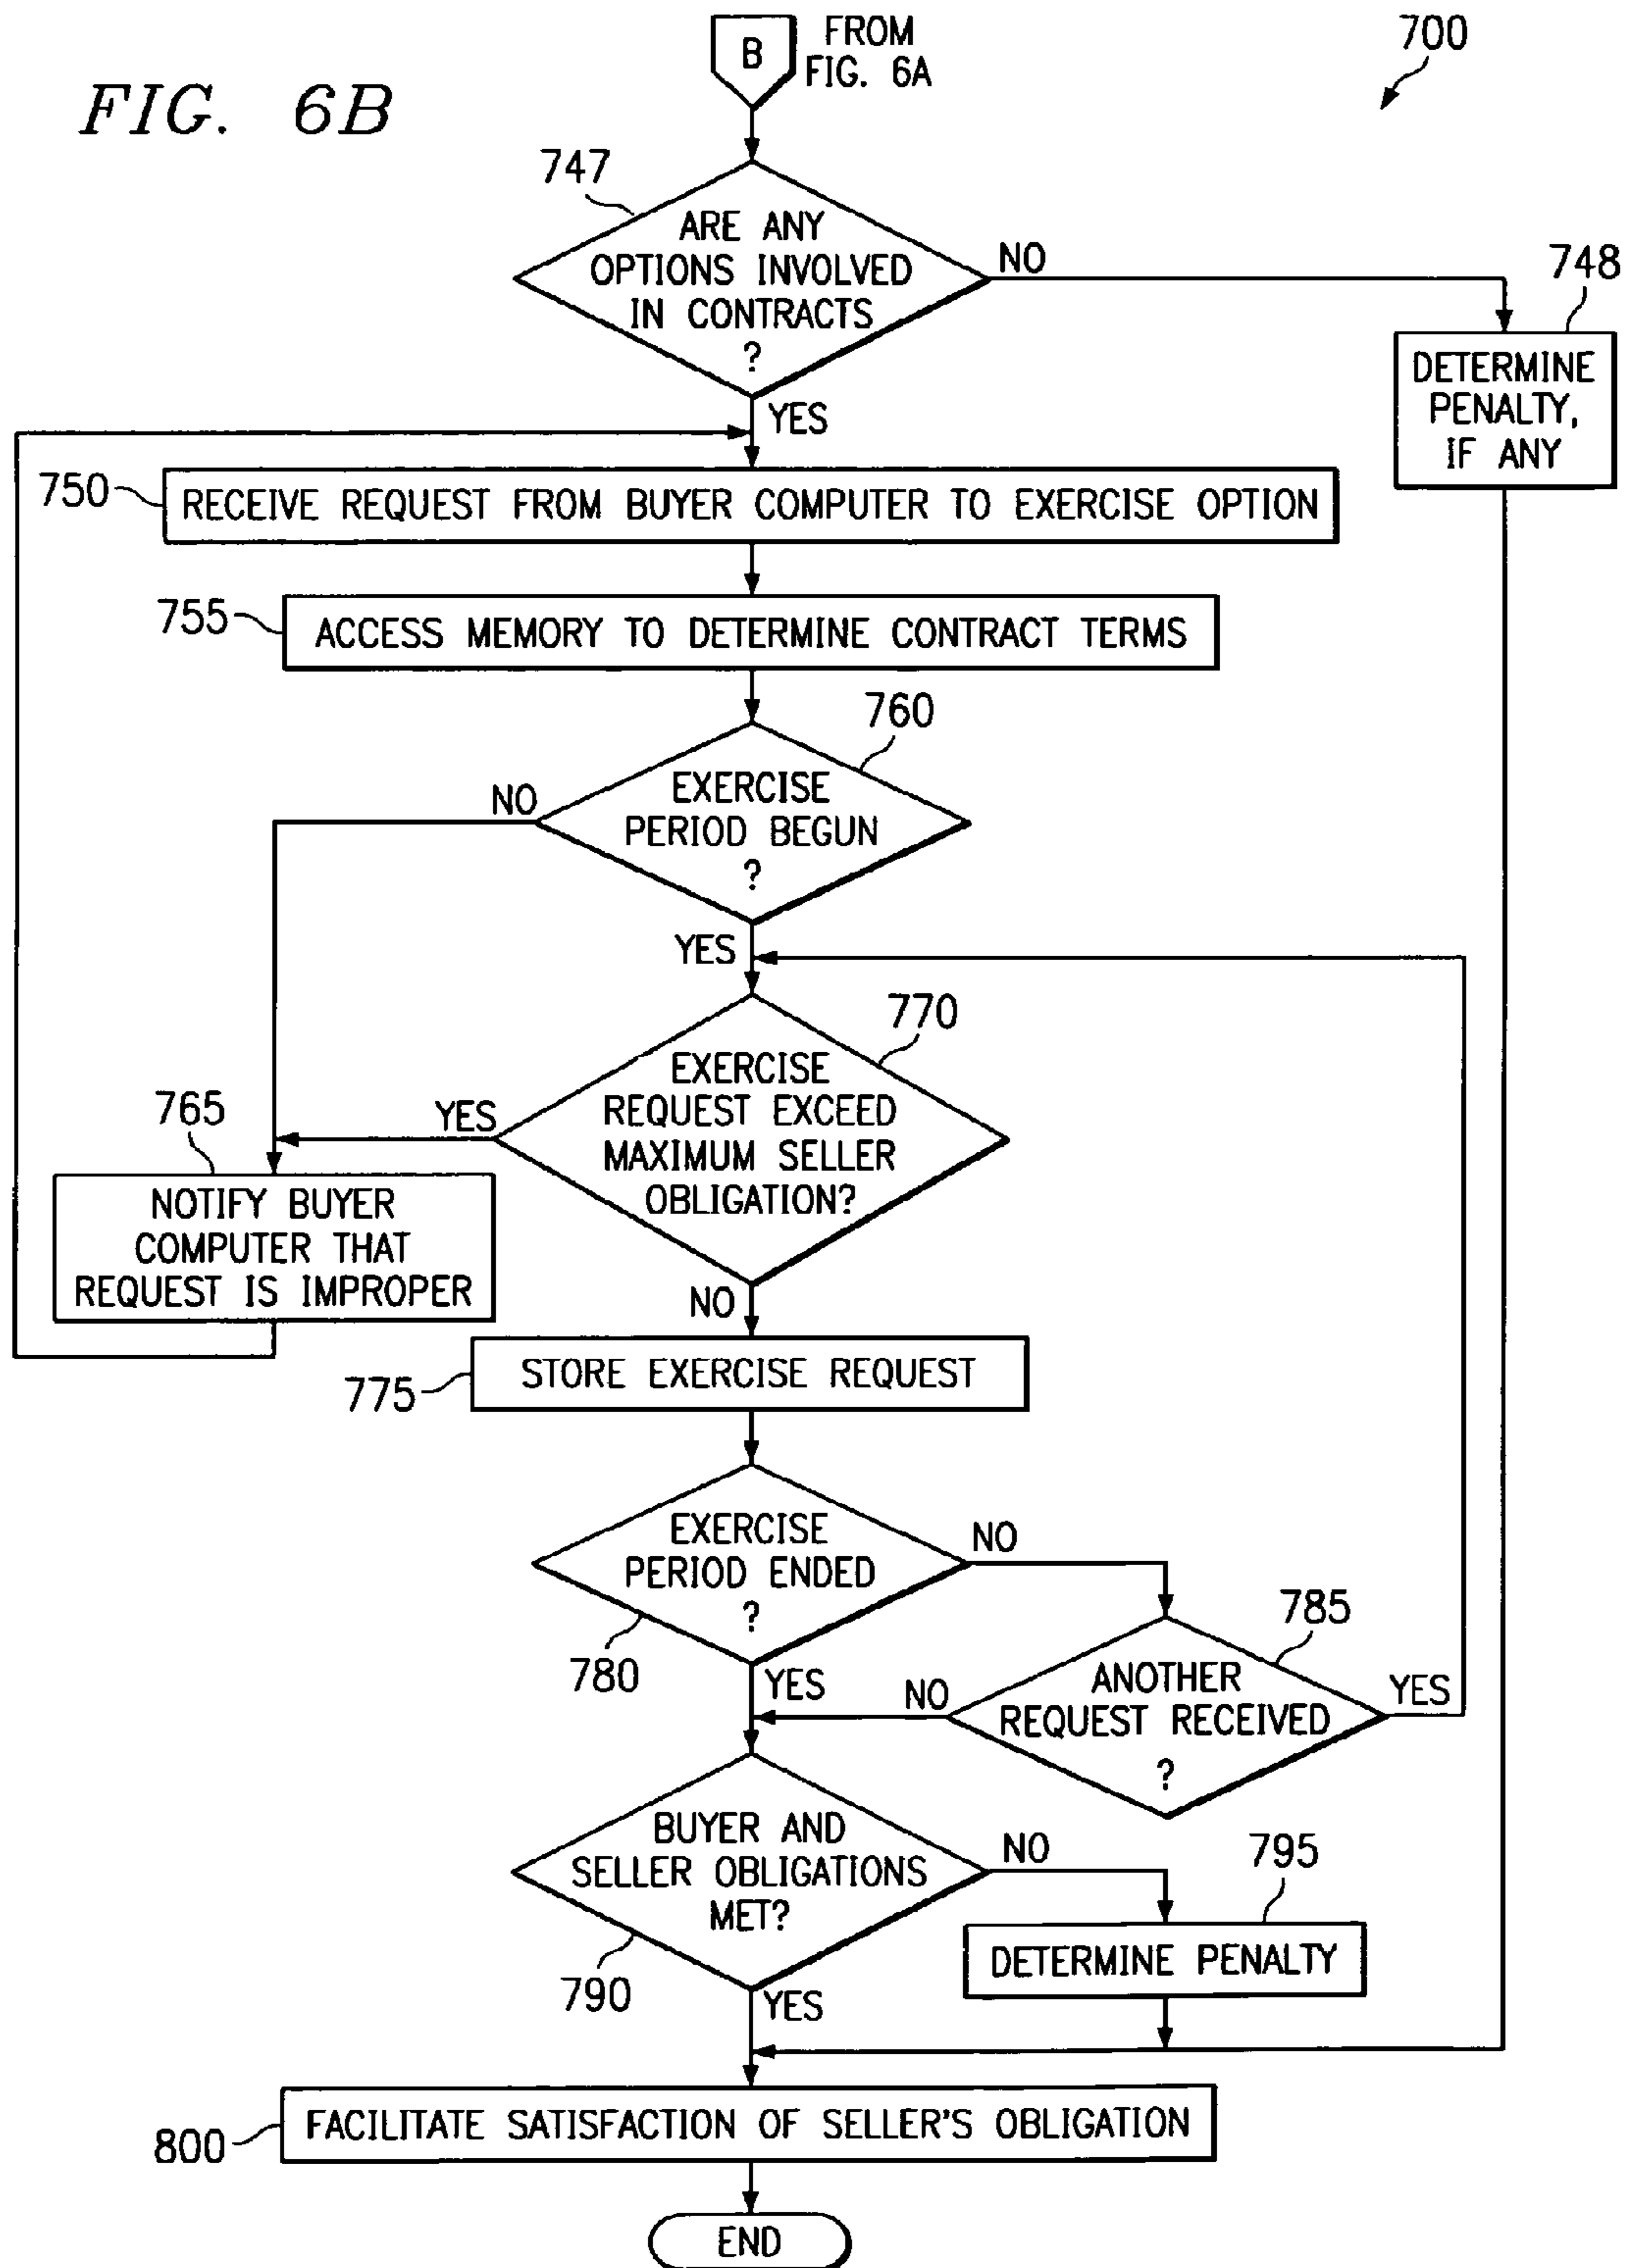 FIG. 6B
B
FROM
FIG. 6A
700
747
ARE ANY
OPTIONS INVOLVED
IN CONTRACTS
?
NO
748
DETERMINE
PENALTY,
IF ANY
YES
750
RECEIVE REQUEST FROM BUYER COMPUTER TO EXERCISE OPTION
755
ACCESS MEMORY TO DETERMINE CONTRACT TERMS
760
EXERCISE
PERIOD BEGUN
?
NO
YES
770
EXERCISE
REQUEST EXCEED
MAXIMUM SELLER
OBLIGATION?
YES
765
NOTIFY BUYER
COMPUTER THAT
REQUEST IS IMPROPER
NO
775
STORE EXERCISE REQUEST
EXERCISE
PERIOD ENDED
?
780
NO
785
ANOTHER
REQUEST RECEIVED
?
YES
NO
YES
BUYER AND
SELLER OBLIGATIONS
MET?
790
NO
795
DETERMINE PENALTY
YES
800
FACILITATE SATISFACTION OF SELLER'S OBLIGATION
END